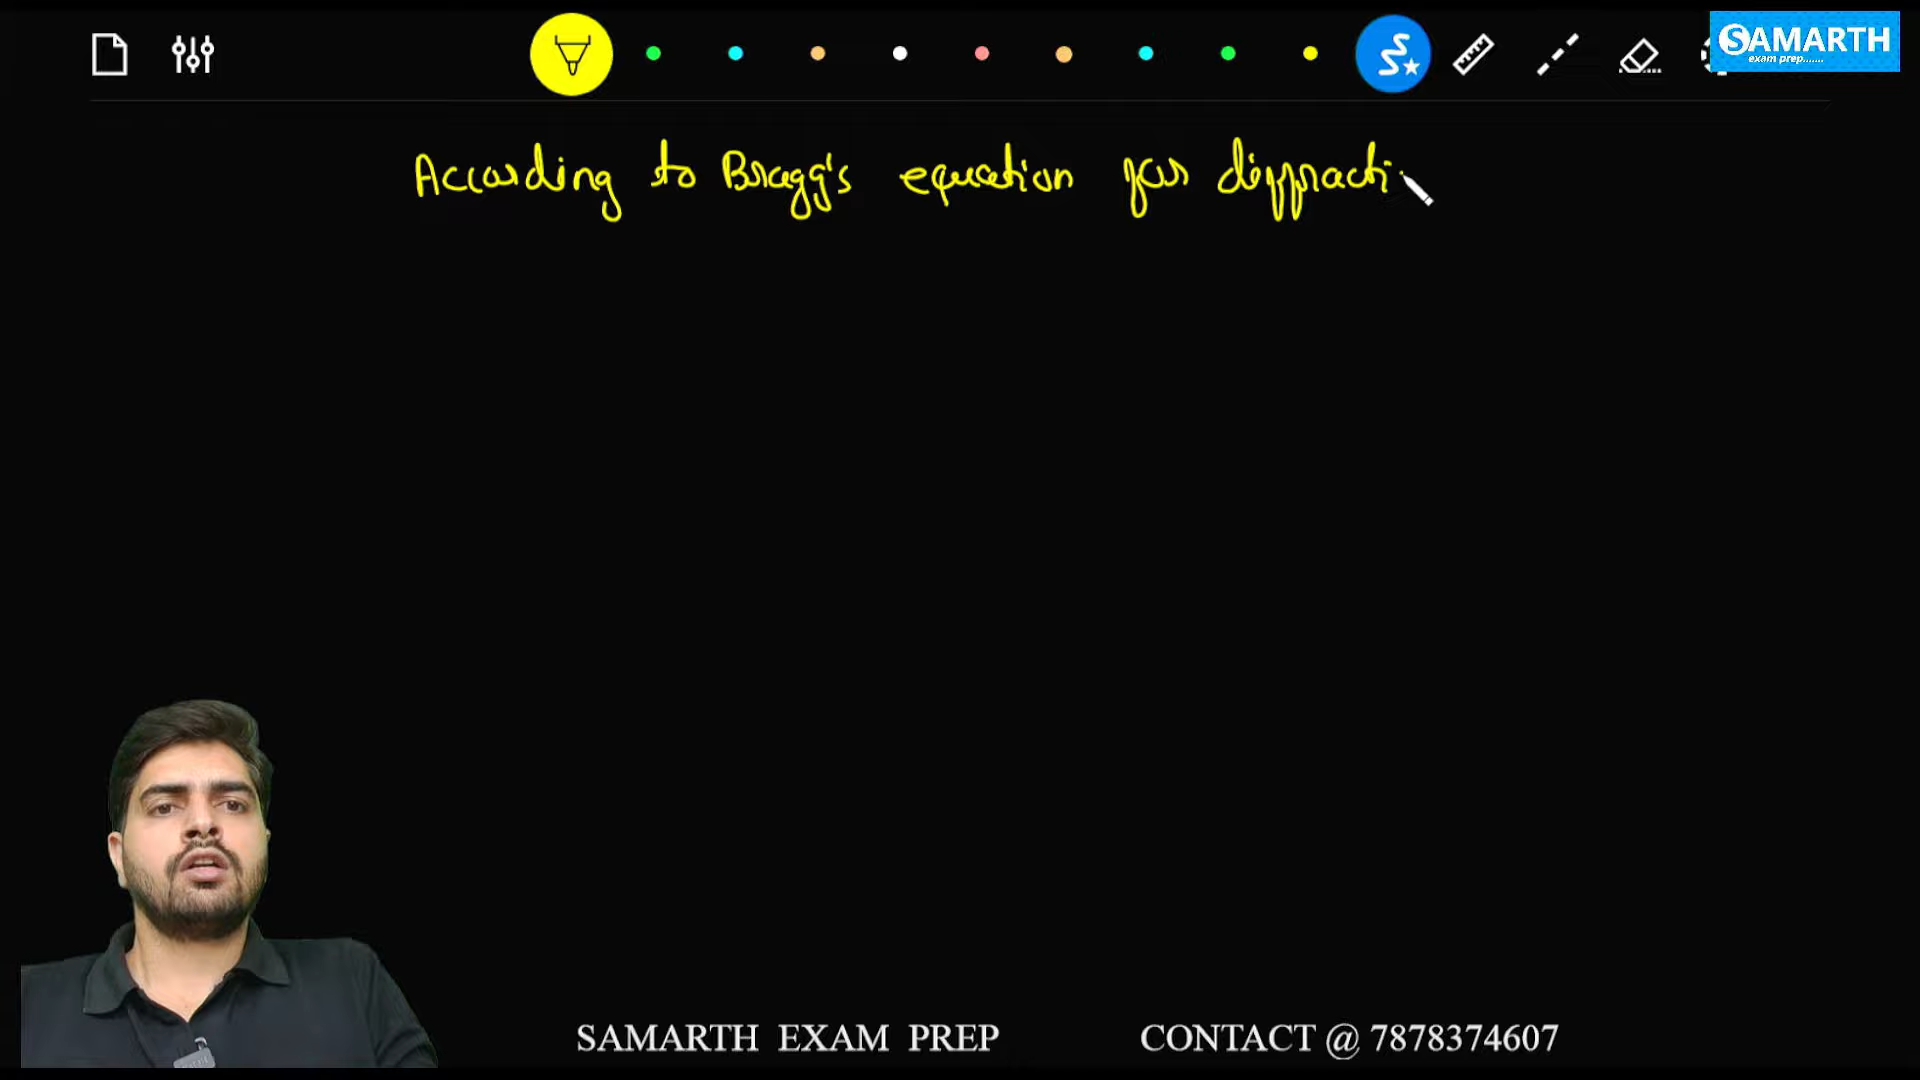 SAMARTH
exam prep.......
According to Bragg's equation for diffracti
SAMARTH EXAM PREP CONTACT @ 7878374607